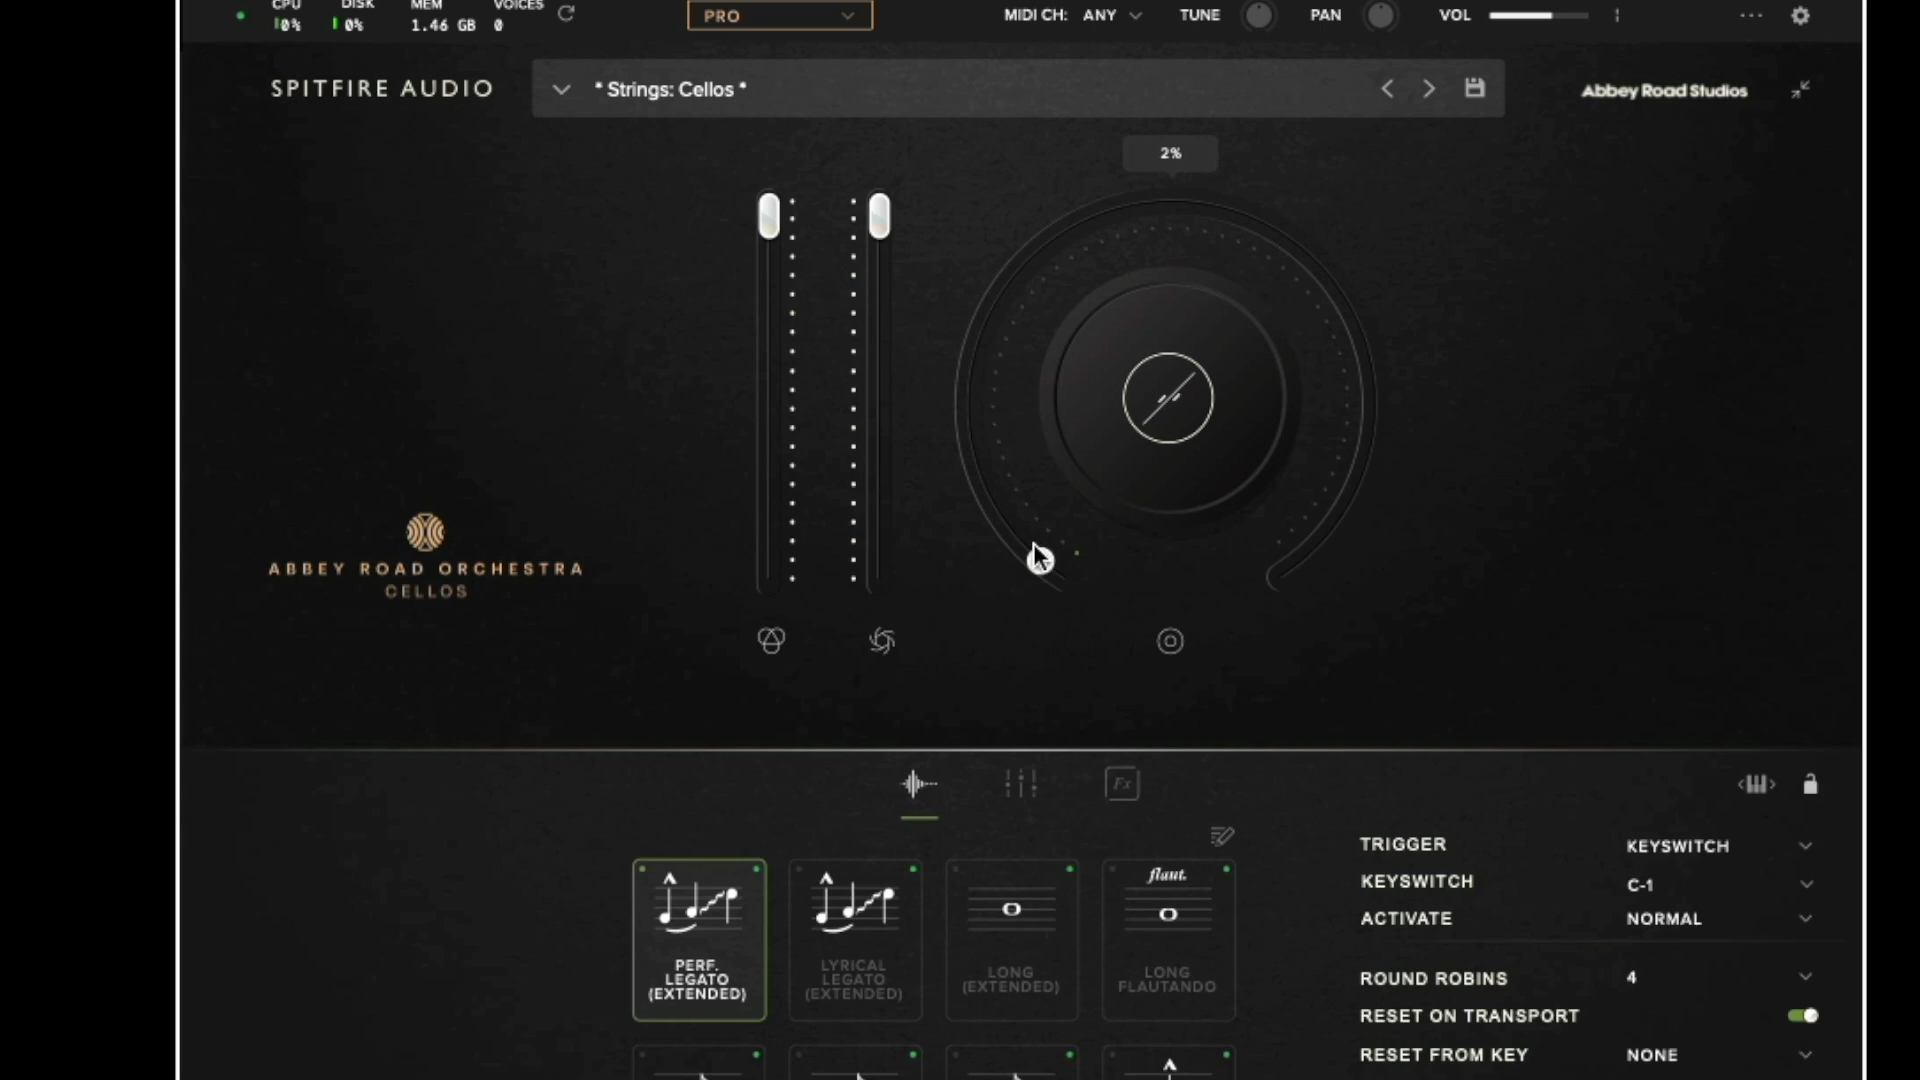 CPU DISK MEM VOICES
0% 0% 1.46 GB 0
PRO
MIDI CH: ANY TUNE PAN VOL
SPITFIRE AUDIO
* Strings: Cellos *
Abbey Road Studios
2%
ABBEY ROAD ORCHESTRA
CELLOS
Fx
TRIGGER KEYSWITCH
KEYSWITCH C-1
ACTIVATE NORMAL
ROUND ROBINS 4
RESET ON TRANSPORT
RESET FROM KEY NONE
PERF.
LEGATO
(EXTENDED)
LYRICAL
LEGATO
(EXTENDED)
LONG
(EXTENDED)
flaut.
LONG
FLAUTANDO